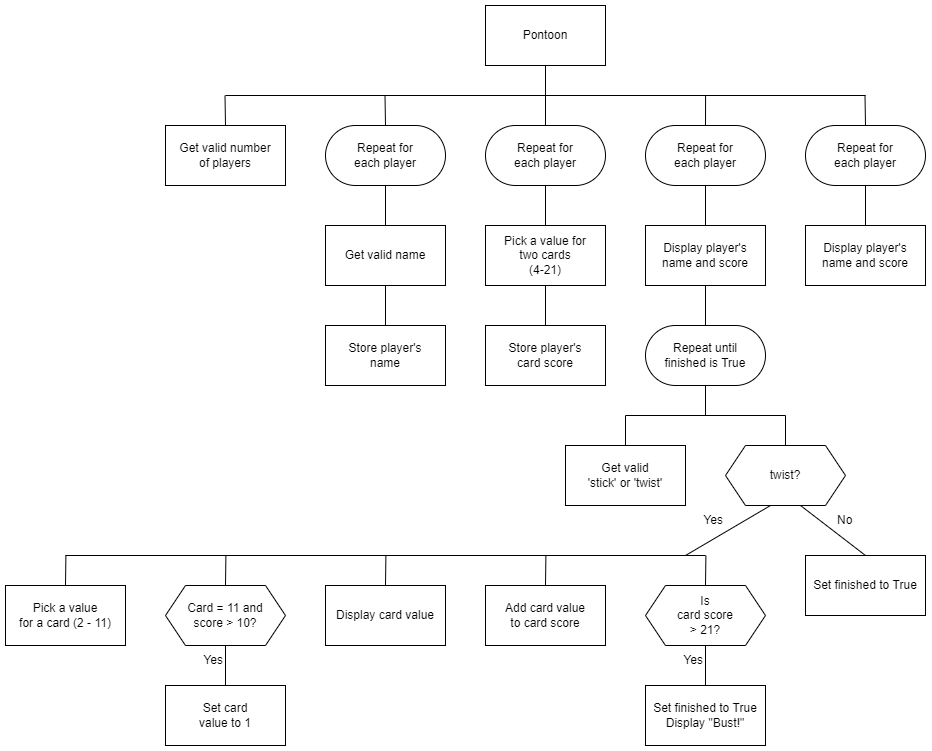 Pontoon
Get valid number
of players
Repeat for
each player
Repeat for
each player
Repeat for
each player
Repeat for
each player
Get valid name
Pick a value for
two cards
(4-21)
Display player's
name and score
Display player's
name and score
Store player's
name
Store player's
card score
Repeat until
finished is True
Get valid
'stick' or 'twist'
twist?
Yes
No
Pick a value
for a card (2 - 11)
Card = 11 and
score > 10?
Display card value
Add card value
to card score
Is
card score
> 21?
Set finished to True
Yes
Yes
Set card
value to 1
Set finished to True
Display "Bust!"